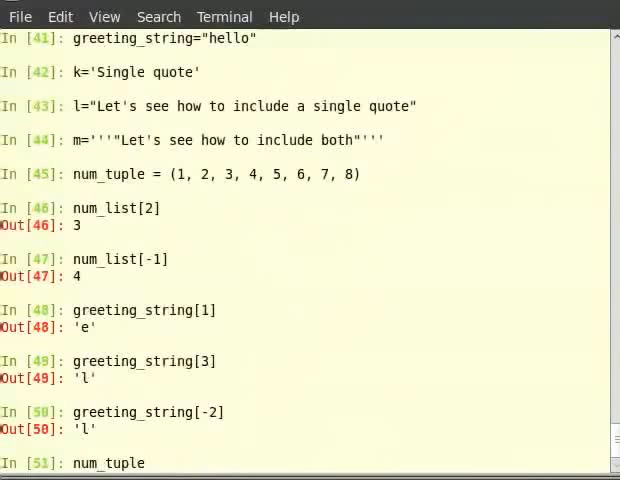 File Edit View Search Terminal Help
In [41]: greeting_string="hello"
In [42]: k='Single quote'
In [43]: l="Let's see how to include a single quote"
In [44]: m='''"Let's see how to include both"'''
In [45]: num_tuple = (1, 2, 3, 4, 5, 6, 7, 8)
In [46]: num_list[2]
Out[46]: 3
In [47]: num_list[-1]
Out[47]: 4
In [48]: greeting_string[1]
Out[48]: 'e'
In [49]: greeting_string[3]
Out[49]: 'l'
In [50]: greeting_string[-2]
Out[50]: 'l'
In [51]: num_tuple